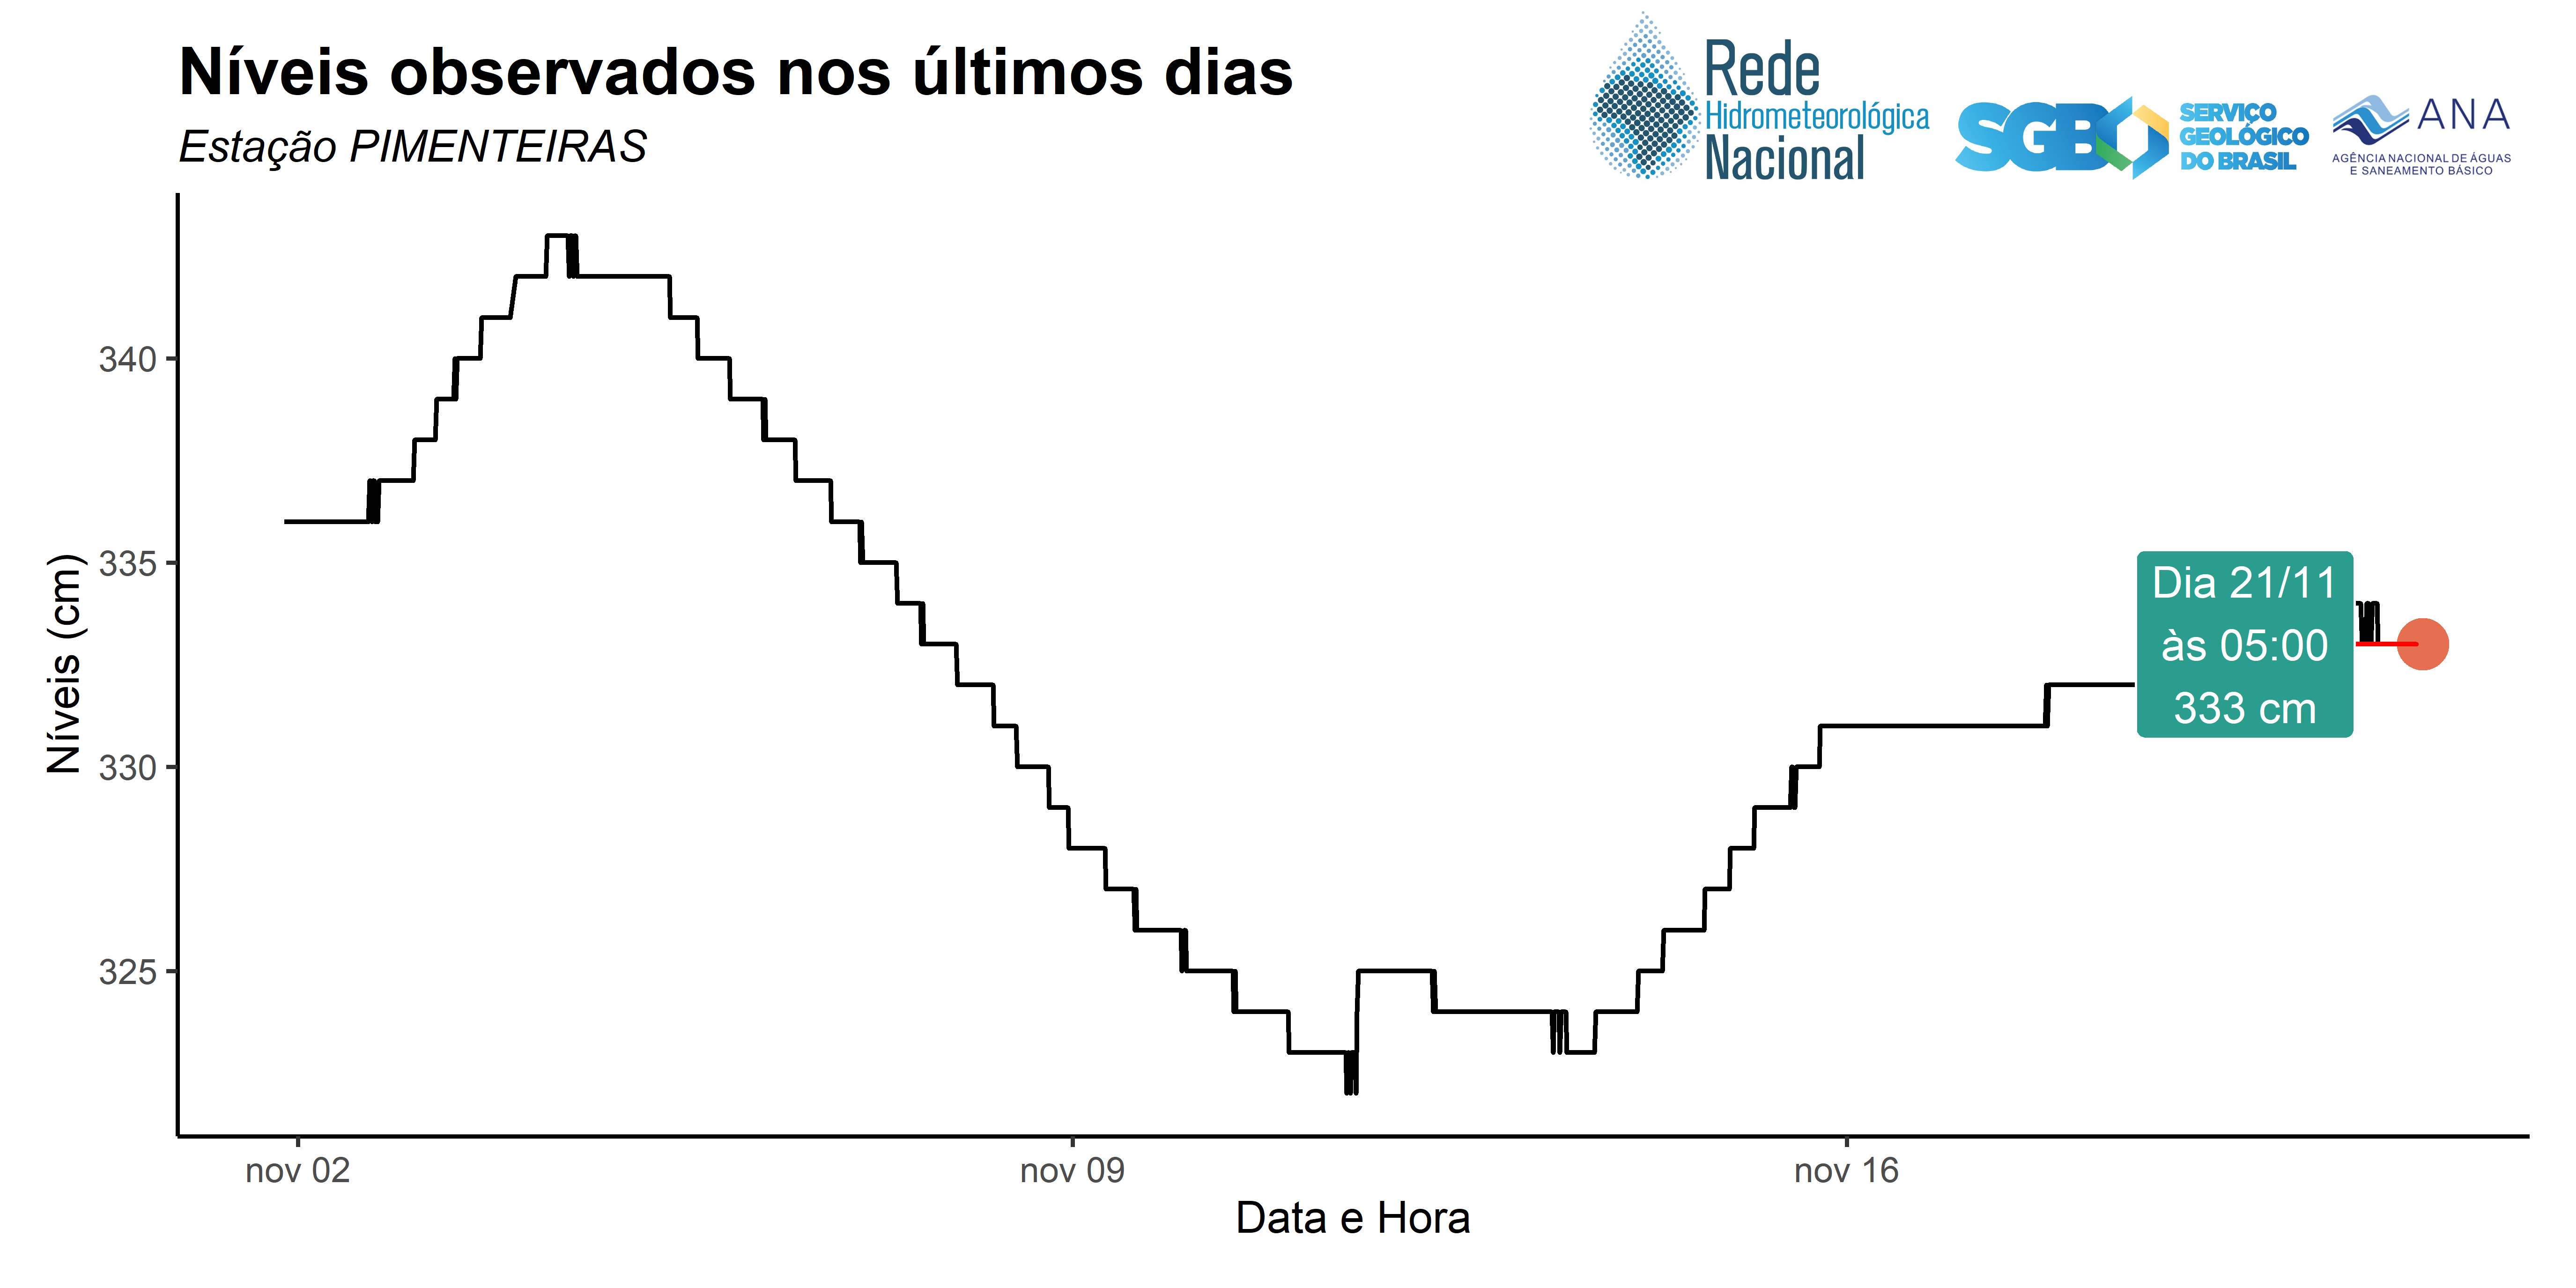 Níveis observados nos últimos dias
Estação PIMENTEIRAS
Rede
Hidrometeorológica
Nacional
SGB
SERVIÇO
GEOLÓGICO
DO BRASIL
ANA
AGÊNCIA NACIONAL DE ÁGUAS
E SANEAMENTO BÁSICO
Níveis (cm)
340
335
330
325
Dia 21/11
às 05:00
333 cm
nov 02
nov 09
nov 16
Data e Hora